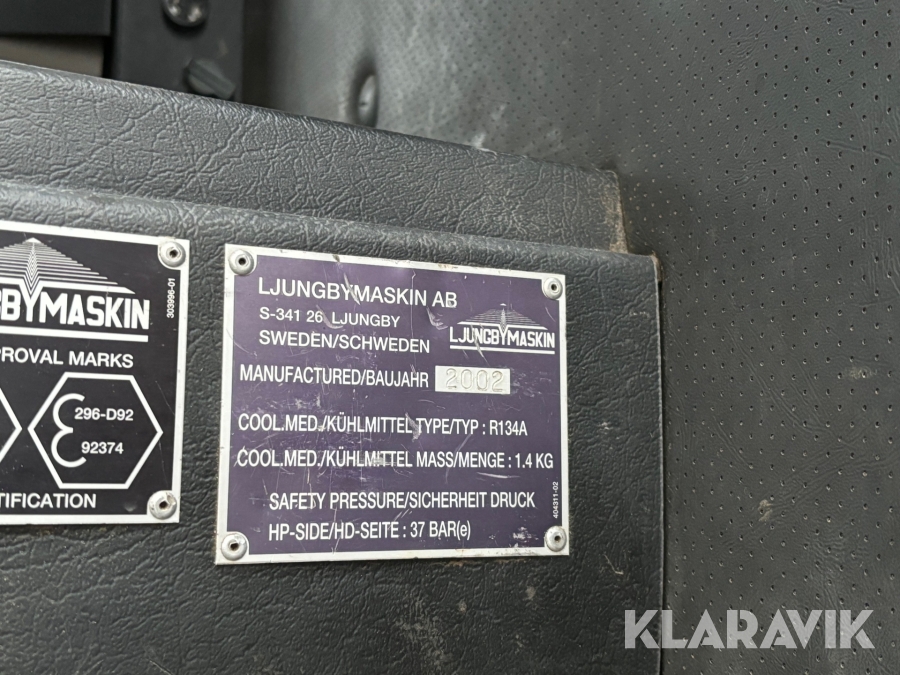 GBYMASKIN
303996-01
PROVAL MARKS
296-D92
92374
TIFICATION
LJUNGBYMASKIN AB
S-341 26 LJUNGBY
SWEDEN/SCHWEDEN
LJUNGBYMASKIN
MANUFACTURED/BAUJAHR 2002
COOL.MED./KÜHLMITTEL TYPE/TYP : R134A
COOL.MED./KÜHLMITTEL MASS/MENGE : 1.4 KG
SAFETY PRESSURE/SICHERHEIT DRUCK
HP-SIDE/HD-SEITE : 37 BAR(e)
404311-02
KLARAVIK